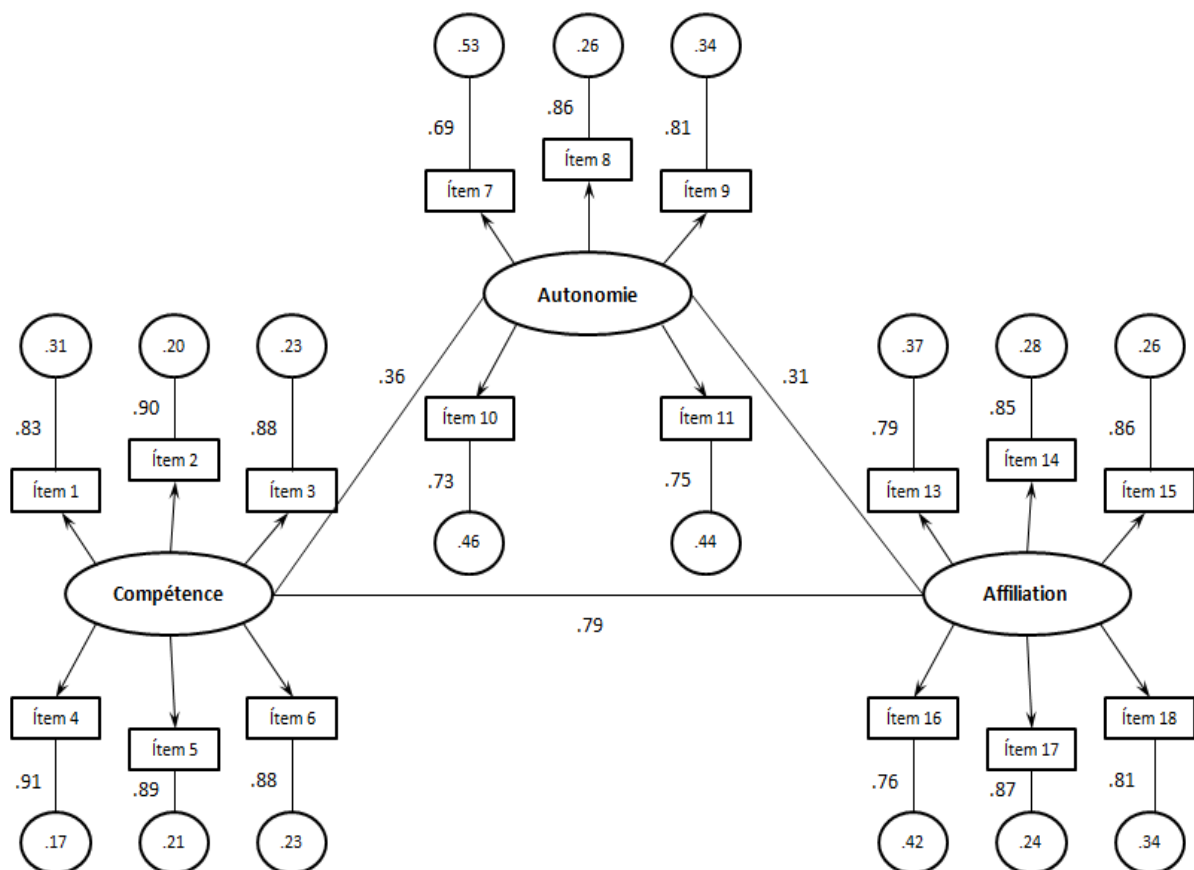 .53 .26 .34
.69 .86 .81
Ítem 7 Ítem 8 Ítem 9
Autonomie
.36 .31
Ítem 10 Ítem 11
.73 .75
.46 .44
.31 .20 .23
.83 .90 .88
Ítem 1 Ítem 2 Ítem 3
Compétence
Ítem 4 Ítem 5 Ítem 6
.91 .89 .88
.17 .21 .23
.79
.37 .28 .26
.79 .85 .86
Ítem 13 Ítem 14 Ítem 15
Affiliation
Ítem 16 Ítem 17 Ítem 18
.76 .87 .81
.42 .24 .34